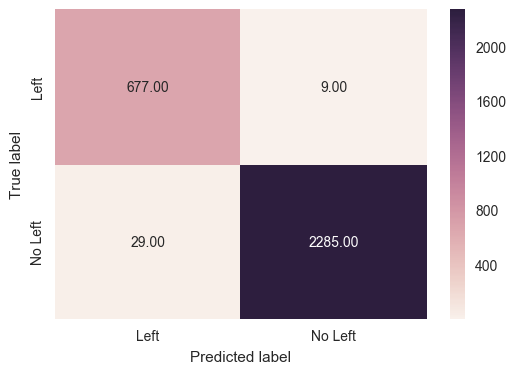 2000
1600
1200
800
400
True label
Left
No Left
677.00 9.00
29.00 2285.00
Left No Left
Predicted label